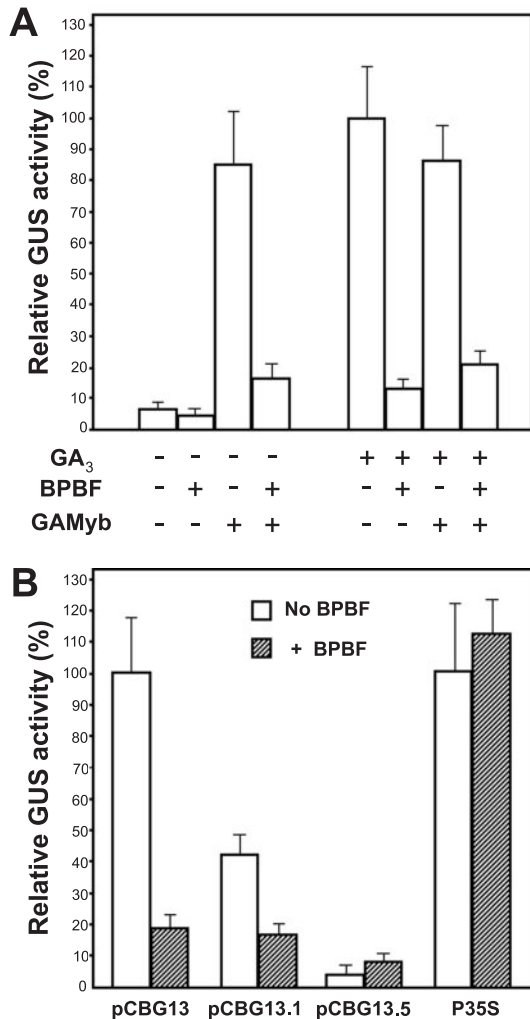 A
Relative GUS activity (%)
130
120
110
100
90
80
70
60
50
40
30
20
10
0
GA3 - - - - + + + +
BPBF - + - + - + - +
GAMyb - - + + - - + +
B
Relative GUS activity (%)
130
120
110
100
90
80
70
60
50
40
30
20
10
0
No BPBF
+ BPBF
pCBG13 pCBG13.1 pCBG13.5 P35S